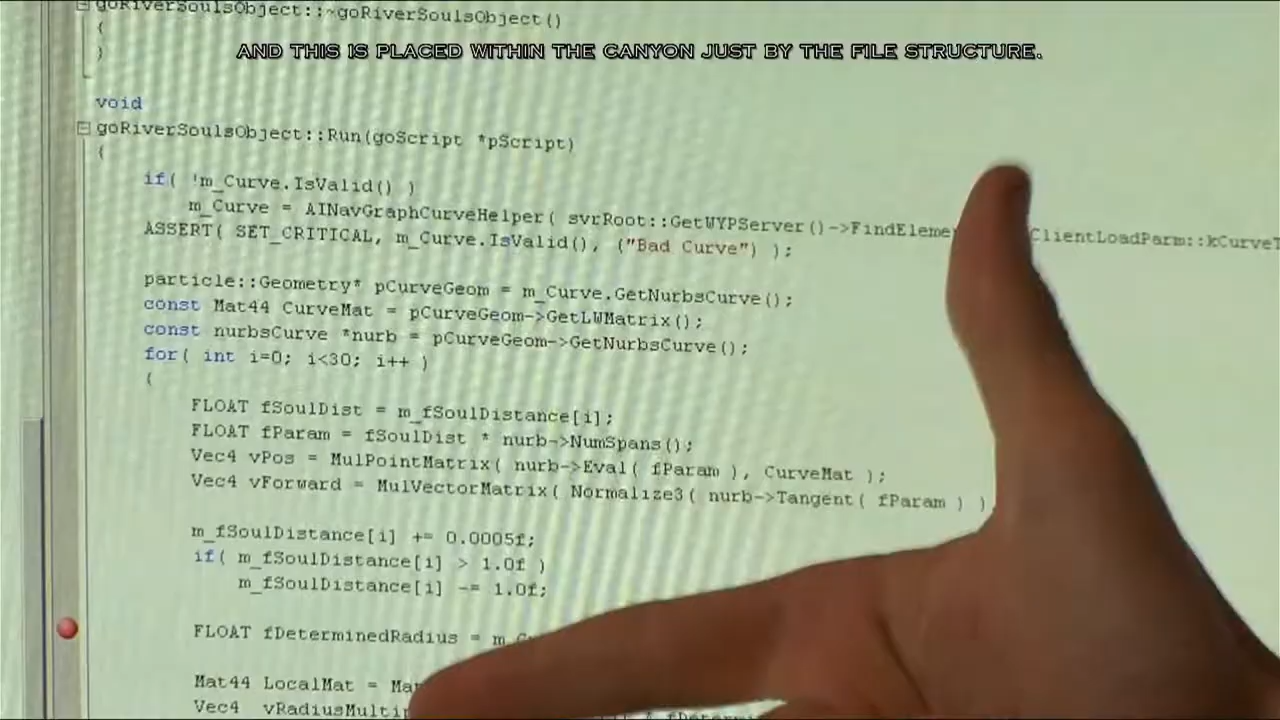 goRiverSoulsObject::~goRiverSoulsObject()
{
}
AND THIS IS PLACED WITHIN THE CANYON JUST BY THE FILE STRUCTURE.
void
goRiverSoulsObject::Run(goScript *pScript)
{
if( !m_Curve.IsValid() )
m_Curve = AINavGraphCurveHelper( svrRoot::GetWYPServer()->FindEleme ClientLoadParm::kCurveT
ASSERT( SET_CRITICAL, m_Curve.IsValid(), ("Bad Curve") );
particle::Geometry* pCurveGeom = m_Curve.GetNurbsCurve();
const Mat44 CurveMat = pCurveGeom->GetLWMatrix();
const nurbsCurve *nurb = pCurveGeom->GetNurbsCurve();
for( int i=0; i<30; i++ )
{
FLOAT fSoulDist = m_fSoulDistance[i];
FLOAT fParam = fSoulDist * nurb->NumSpans();
Vec4 vPos = MulPointMatrix( nurb->Eval( fParam ), CurveMat );
Vec4 vForward = MulVectorMatrix( Normalize3( nurb->Tangent( fParam ) )
m_fSoulDistance[i] += 0.0005f;
if( m_fSoulDistance[i] > 1.0f )
m_fSoulDistance[i] -= 1.0f;
FLOAT fDeterminedRadius = m_
Mat44 LocalMat = Ma
Vec4 vRadiusMultip